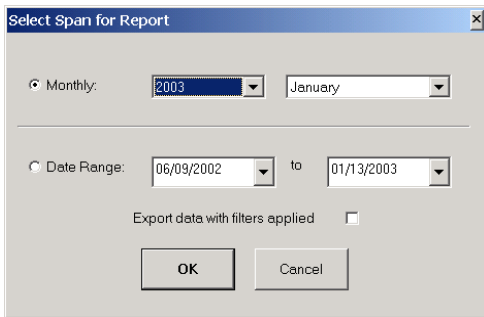 Select Span for Report
Monthly: 2003 January
Date Range: 06/09/2002 to 01/13/2003
Export data with filters applied
OK Cancel